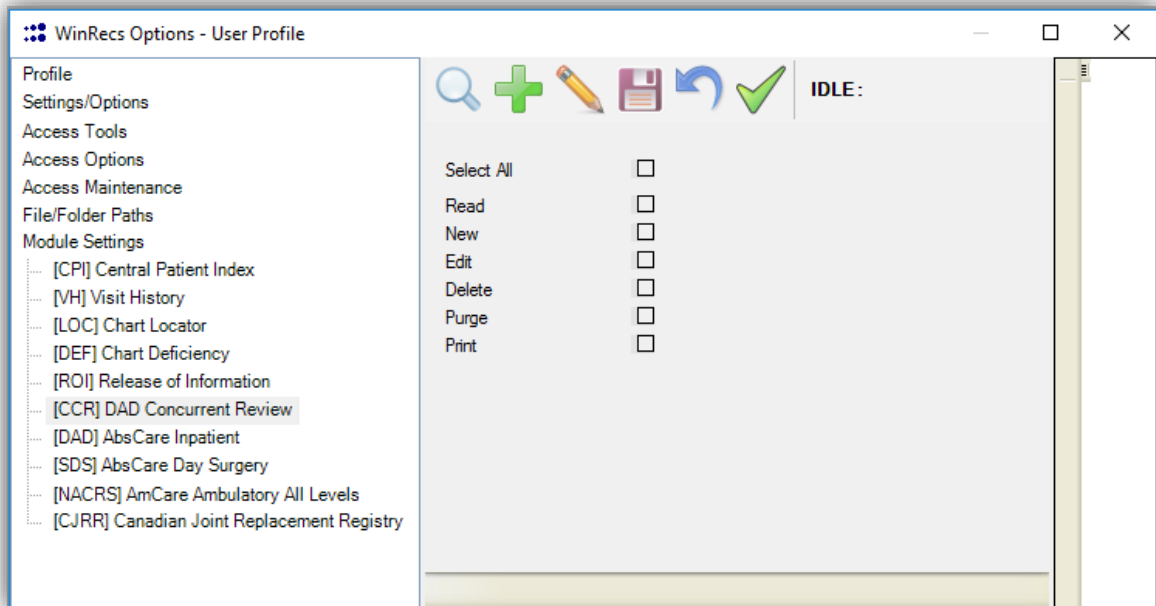 WinRecs Options - User Profile
Profile
Settings/Options
Access Tools
Access Options
Access Maintenance
File/Folder Paths
Module Settings
[CPI] Central Patient Index
[VH] Visit History
[LOC] Chart Locator
[DEF] Chart Deficiency
[ROI] Release of Information
[CCR] DAD Concurrent Review
[DAD] AbsCare Inpatient
[SDS] AbsCare Day Surgery
[NACRS] AmCare Ambulatory All Levels
[CJRR] Canadian Joint Replacement Registry
IDLE:
Select All
Read
New
Edit
Delete
Purge
Print